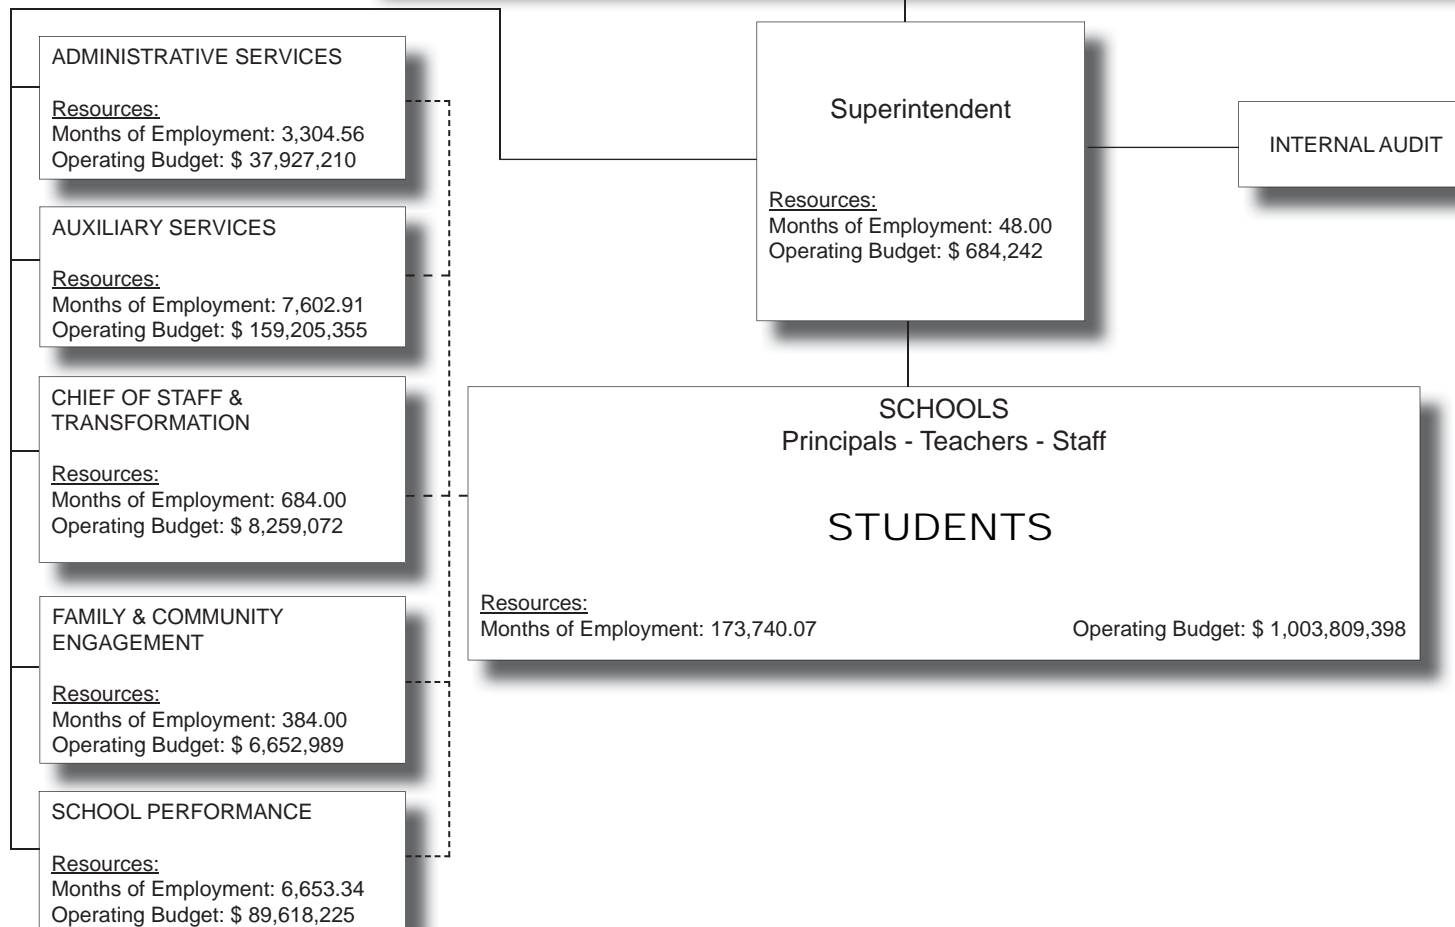 ADMINISTRATIVE SERVICES
Resources:
Months of Employment: 3,304.56
Operating Budget: $ 37,927,210
AUXILIARY SERVICES
Resources:
Months of Employment: 7,602.91
Operating Budget: $ 159,205,355
CHIEF OF STAFF &
TRANSFORMATION
Resources:
Months of Employment: 684.00
Operating Budget: $ 8,259,072
FAMILY & COMMUNITY
ENGAGEMENT
Resources:
Months of Employment: 384.00
Operating Budget: $ 6,652,989
SCHOOL PERFORMANCE
Resources:
Months of Employment: 6,653.34
Operating Budget: $ 89,618,225
Superintendent
Resources:
Months of Employment: 48.00
Operating Budget: $ 684,242
INTERNAL AUDIT
SCHOOLS
Principals - Teachers - Staff
STUDENTS
Resources:
Months of Employment: 173,740.07
Operating Budget: $ 1,003,809,398